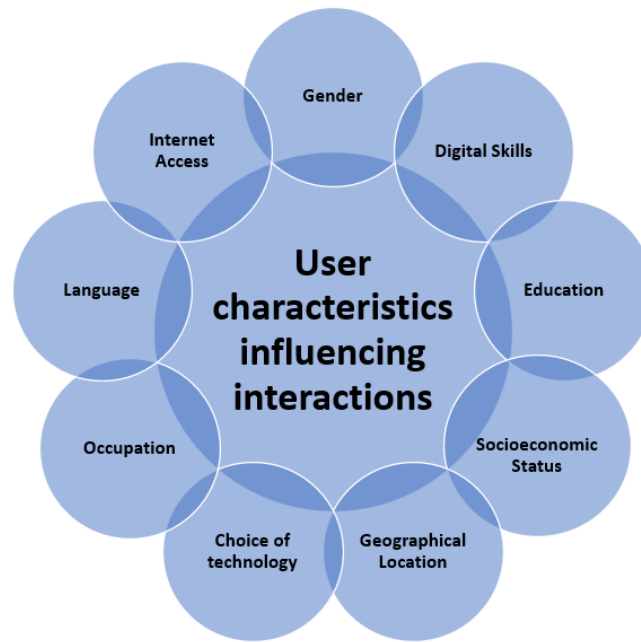 Gender
Digital Skills
Education
Socioeconomic
Status
Geographical
Location
Choice of
technology
Occupation
Language
Internet
Access
User
characteristics
influencing
interactions